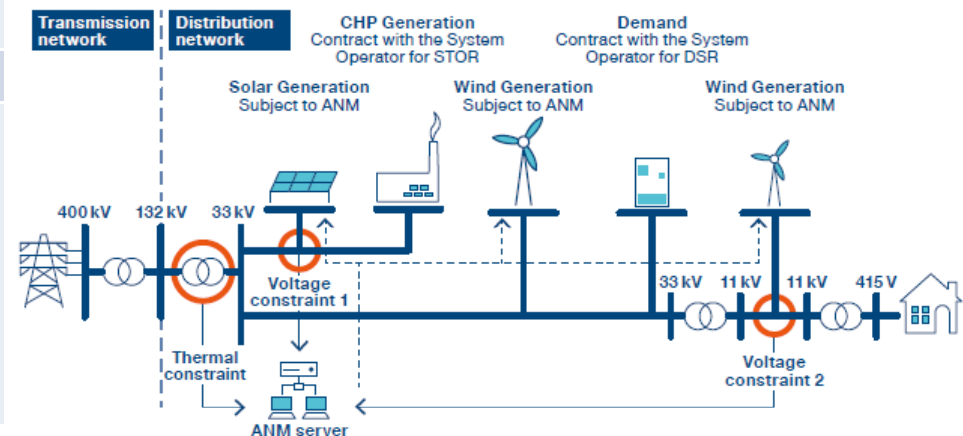 Transmission
network
Distribution
network
CHP Generation
Contract with the System
Operator for STOR
Demand
Contract with the System
Operator for DSR
Solar Generation
Subject to ANM
Wind Generation
Subject to ANM
Wind Generation
Subject to ANM
400 kV
132 kV
33 kV
Voltage
constraint 1
33 kV
11 kV
11 kV
415 V
Thermal
constraint
Voltage
constraint 2
ANM server